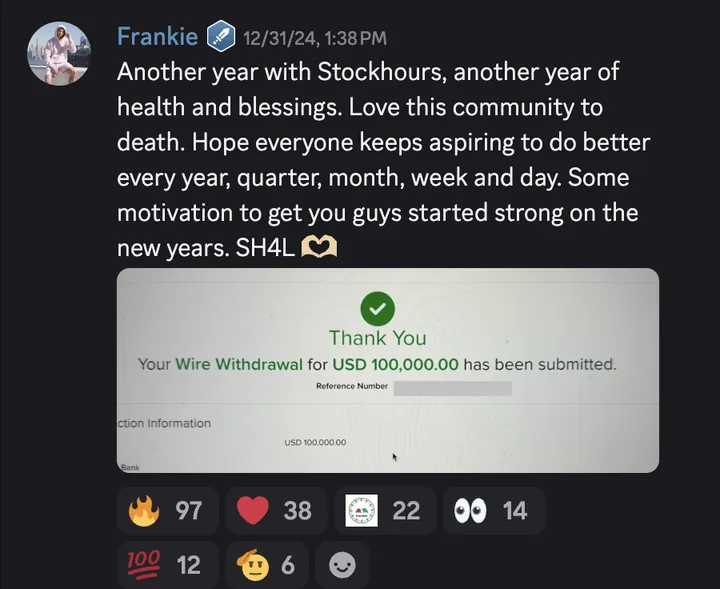 Frankie 12/31/24, 1:38 PM
Another year with Stockhours, another year of
health and blessings. Love this community to
death. Hope everyone keeps aspiring to do better
every year, quarter, month, week and day. Some
motivation to get you guys started strong on the
new years. SH4L
Thank You
Your Wire Withdrawal for USD 100,000.00 has been submitted.
Reference Number
ction Information
USD 100,000.00
Bank
97 38 22 14
100 12 6